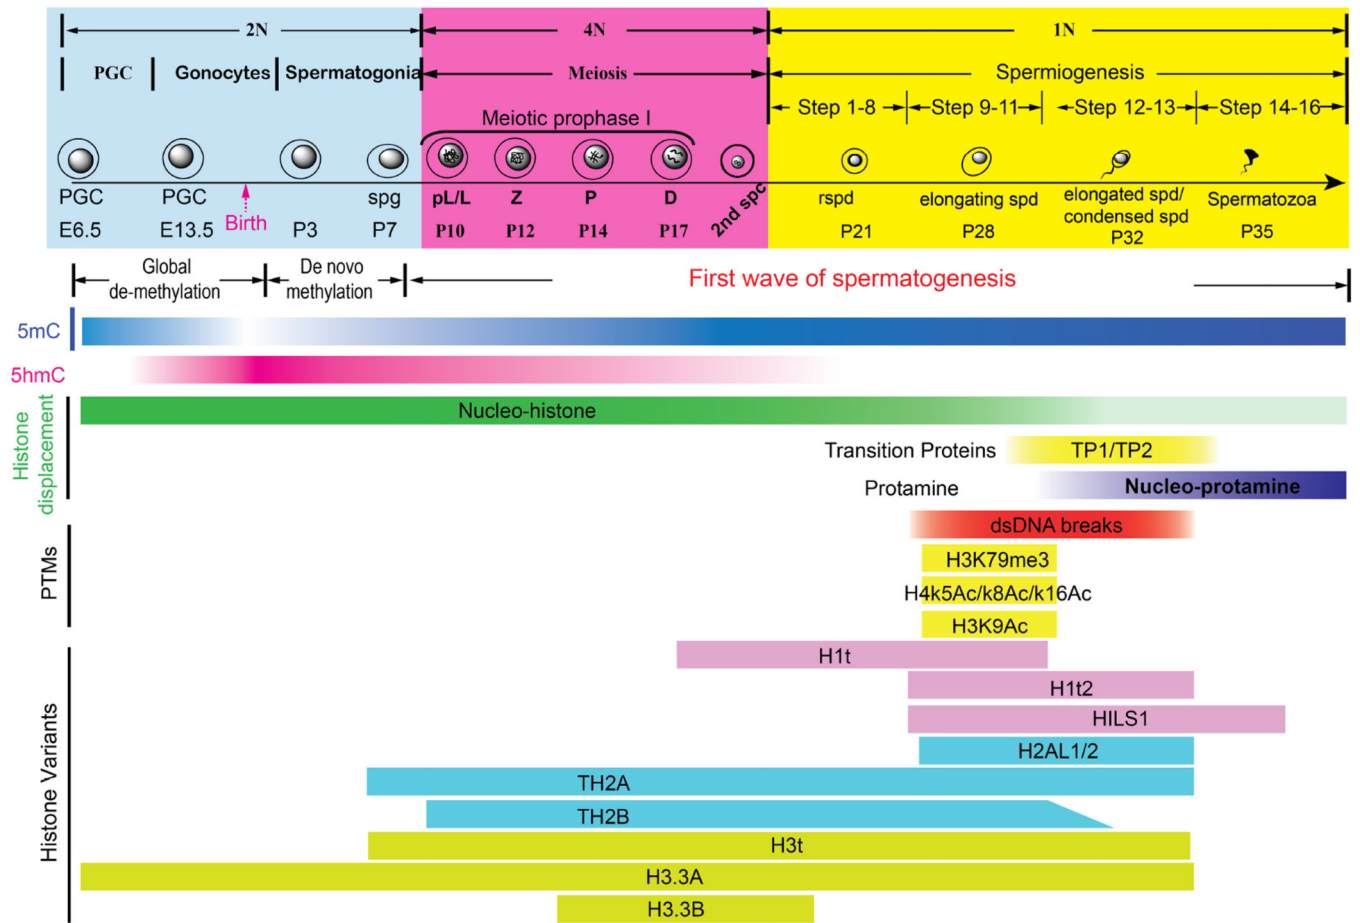 2N 4N 1N
PGC Gonocytes Spermatogonia Meiosis Spermiogenesis
Step 1-8 Step 9-11 Step 12-13 Step 14-16
Meiotic prophase I
PGC PGC spg pL/L Z P D 2nd spc rspd elongating spd elongated spd/ Spermatozoa
condensed spd
E6.5 E13.5 Birth P3 P7 P10 P12 P14 P17 P21 P28 P32 P35
Global De novo First wave of spermatogenesis
de-methylation methylation
5mC
5hmC
Histone
displacement
Nucleo-histone
Transition Proteins TP1/TP2
Protamine Nucleo-protamine
PTMs
dsDNA breaks
H3K79me3
H4k5Ac/k8Ac/k16Ac
H3K9Ac
Histone Variants
H1t
H1t2
HILS1
H2AL1/2
TH2A
TH2B
H3t
H3.3A
H3.3B